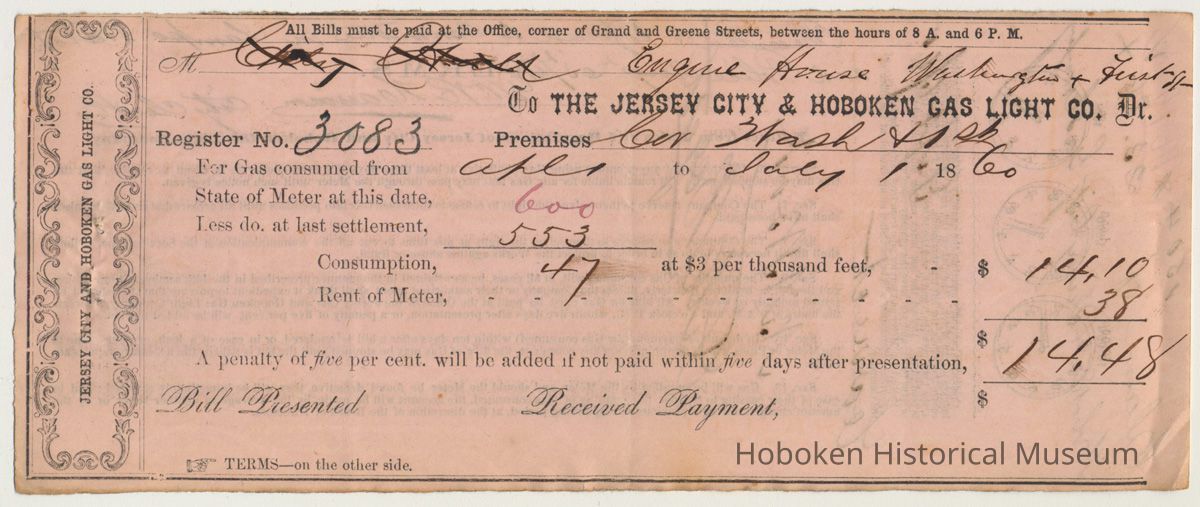 All Bills must be paid at the Office, corner of Grand and Greene Streets, between the hours of 8 A. and 6 P. M.
M Engine House Washington & First St
To THE JERSEY CITY & HOBOKEN GAS LIGHT CO. Dr.
Register No. 3083 Premises Cor Wash & 1st
For Gas consumed from Apl 1 to July 1 1860
State of Meter at this date, 600
Less do. at last settlement, 553
Consumption, 47 at $3 per thousand feet, - $ 14.10
Rent of Meter, - - - - - - - - - - - - 38
A penalty of five per cent. will be added if not paid within five days after presentation, $ 14.48
Bill Presented Received Payment, $
TERMS—on the other side.
JERSEY CITY AND HOBOKEN GAS LIGHT CO.
Hoboken Historical Museum